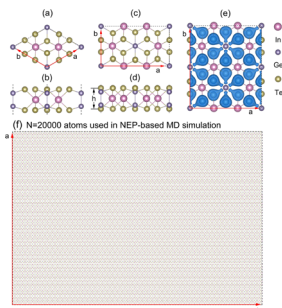 (a)
(c)
(e)
b
b
b
In
b
a
a
a
Ge
(b)
(d)
h
Te
(f) N=20000 atoms used in NEP-based MD simulation
a